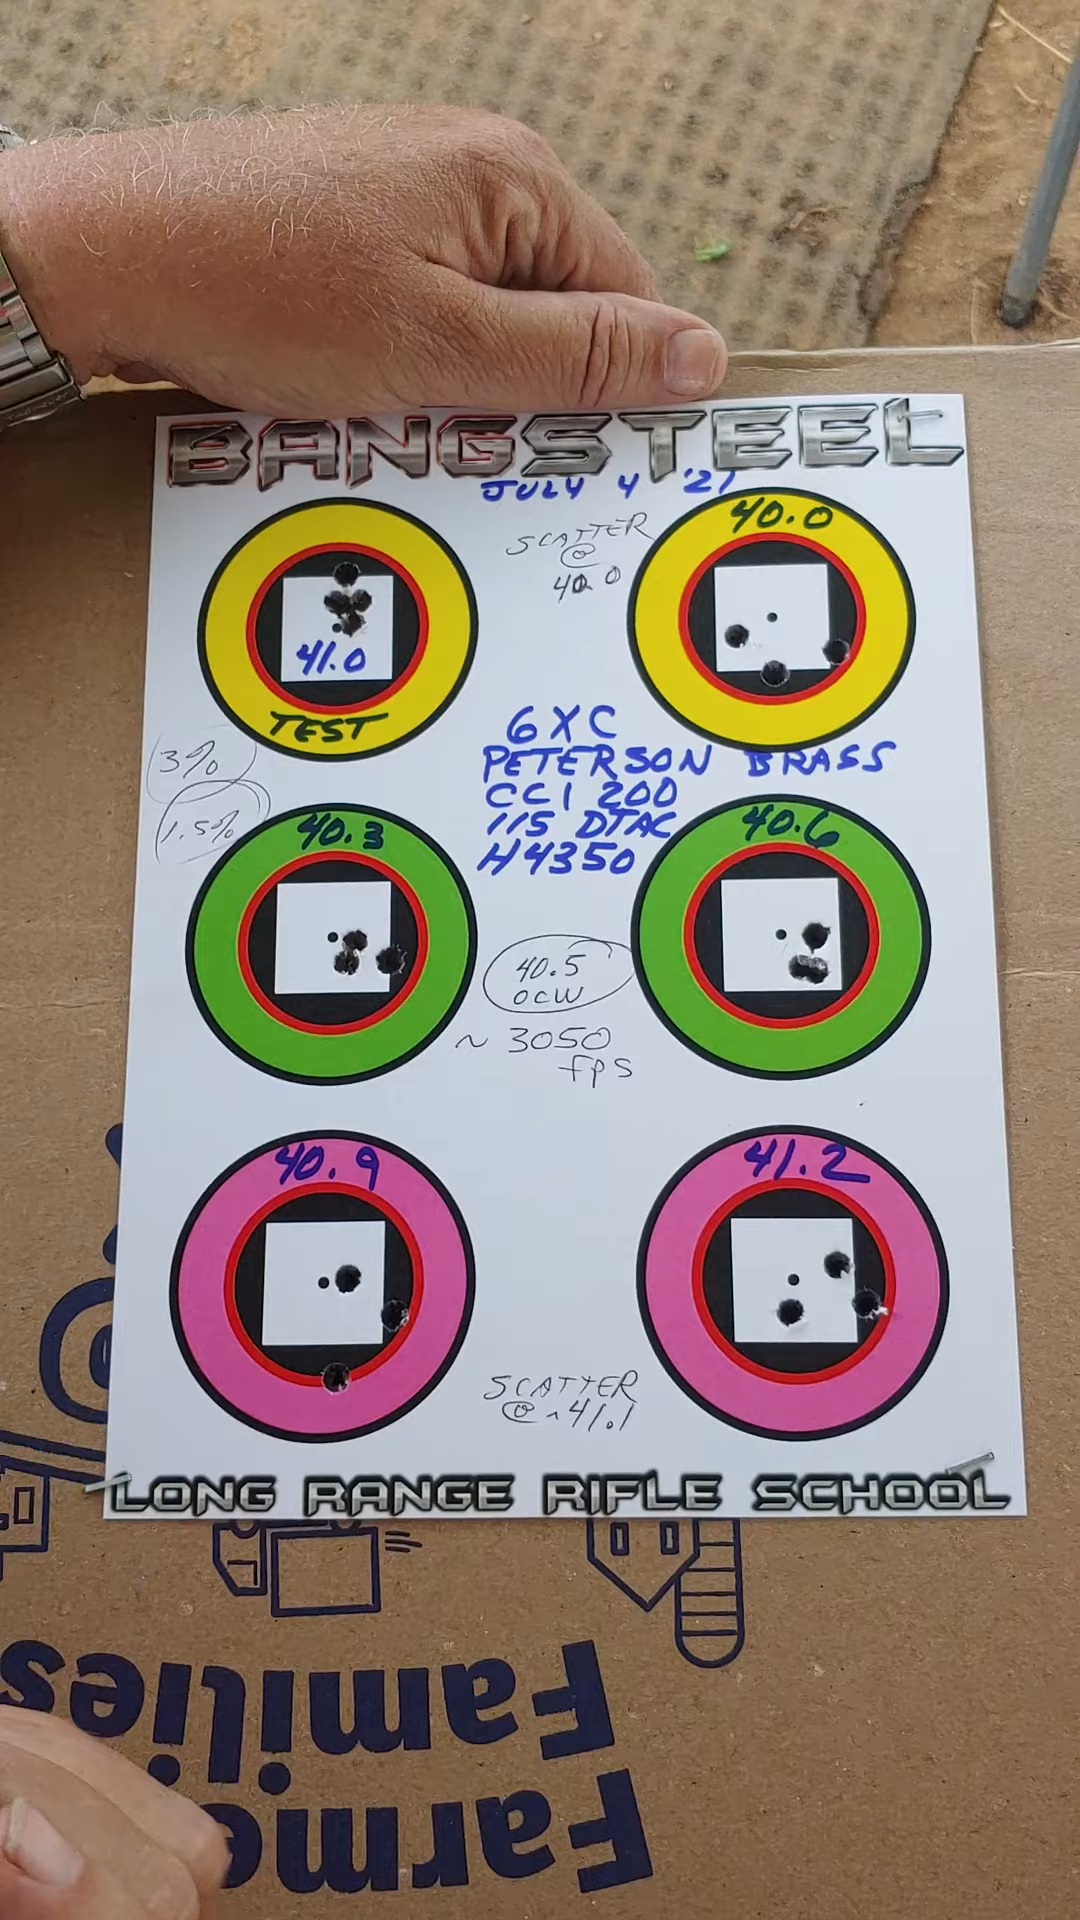 BANGSTEEL
JULY 4 '21
SCATTER
@
40.0
40.0
41.0
TEST
6XC
PETERSON BRASS
CCI 200
115 DTAC
H4350
3%
1.5%
40.3
40.6
40.5
OCW
~ 3050
fps
40.9
41.2
SCATTER
@ ~41.1
LONG RANGE RIFLE SCHOOL
Families